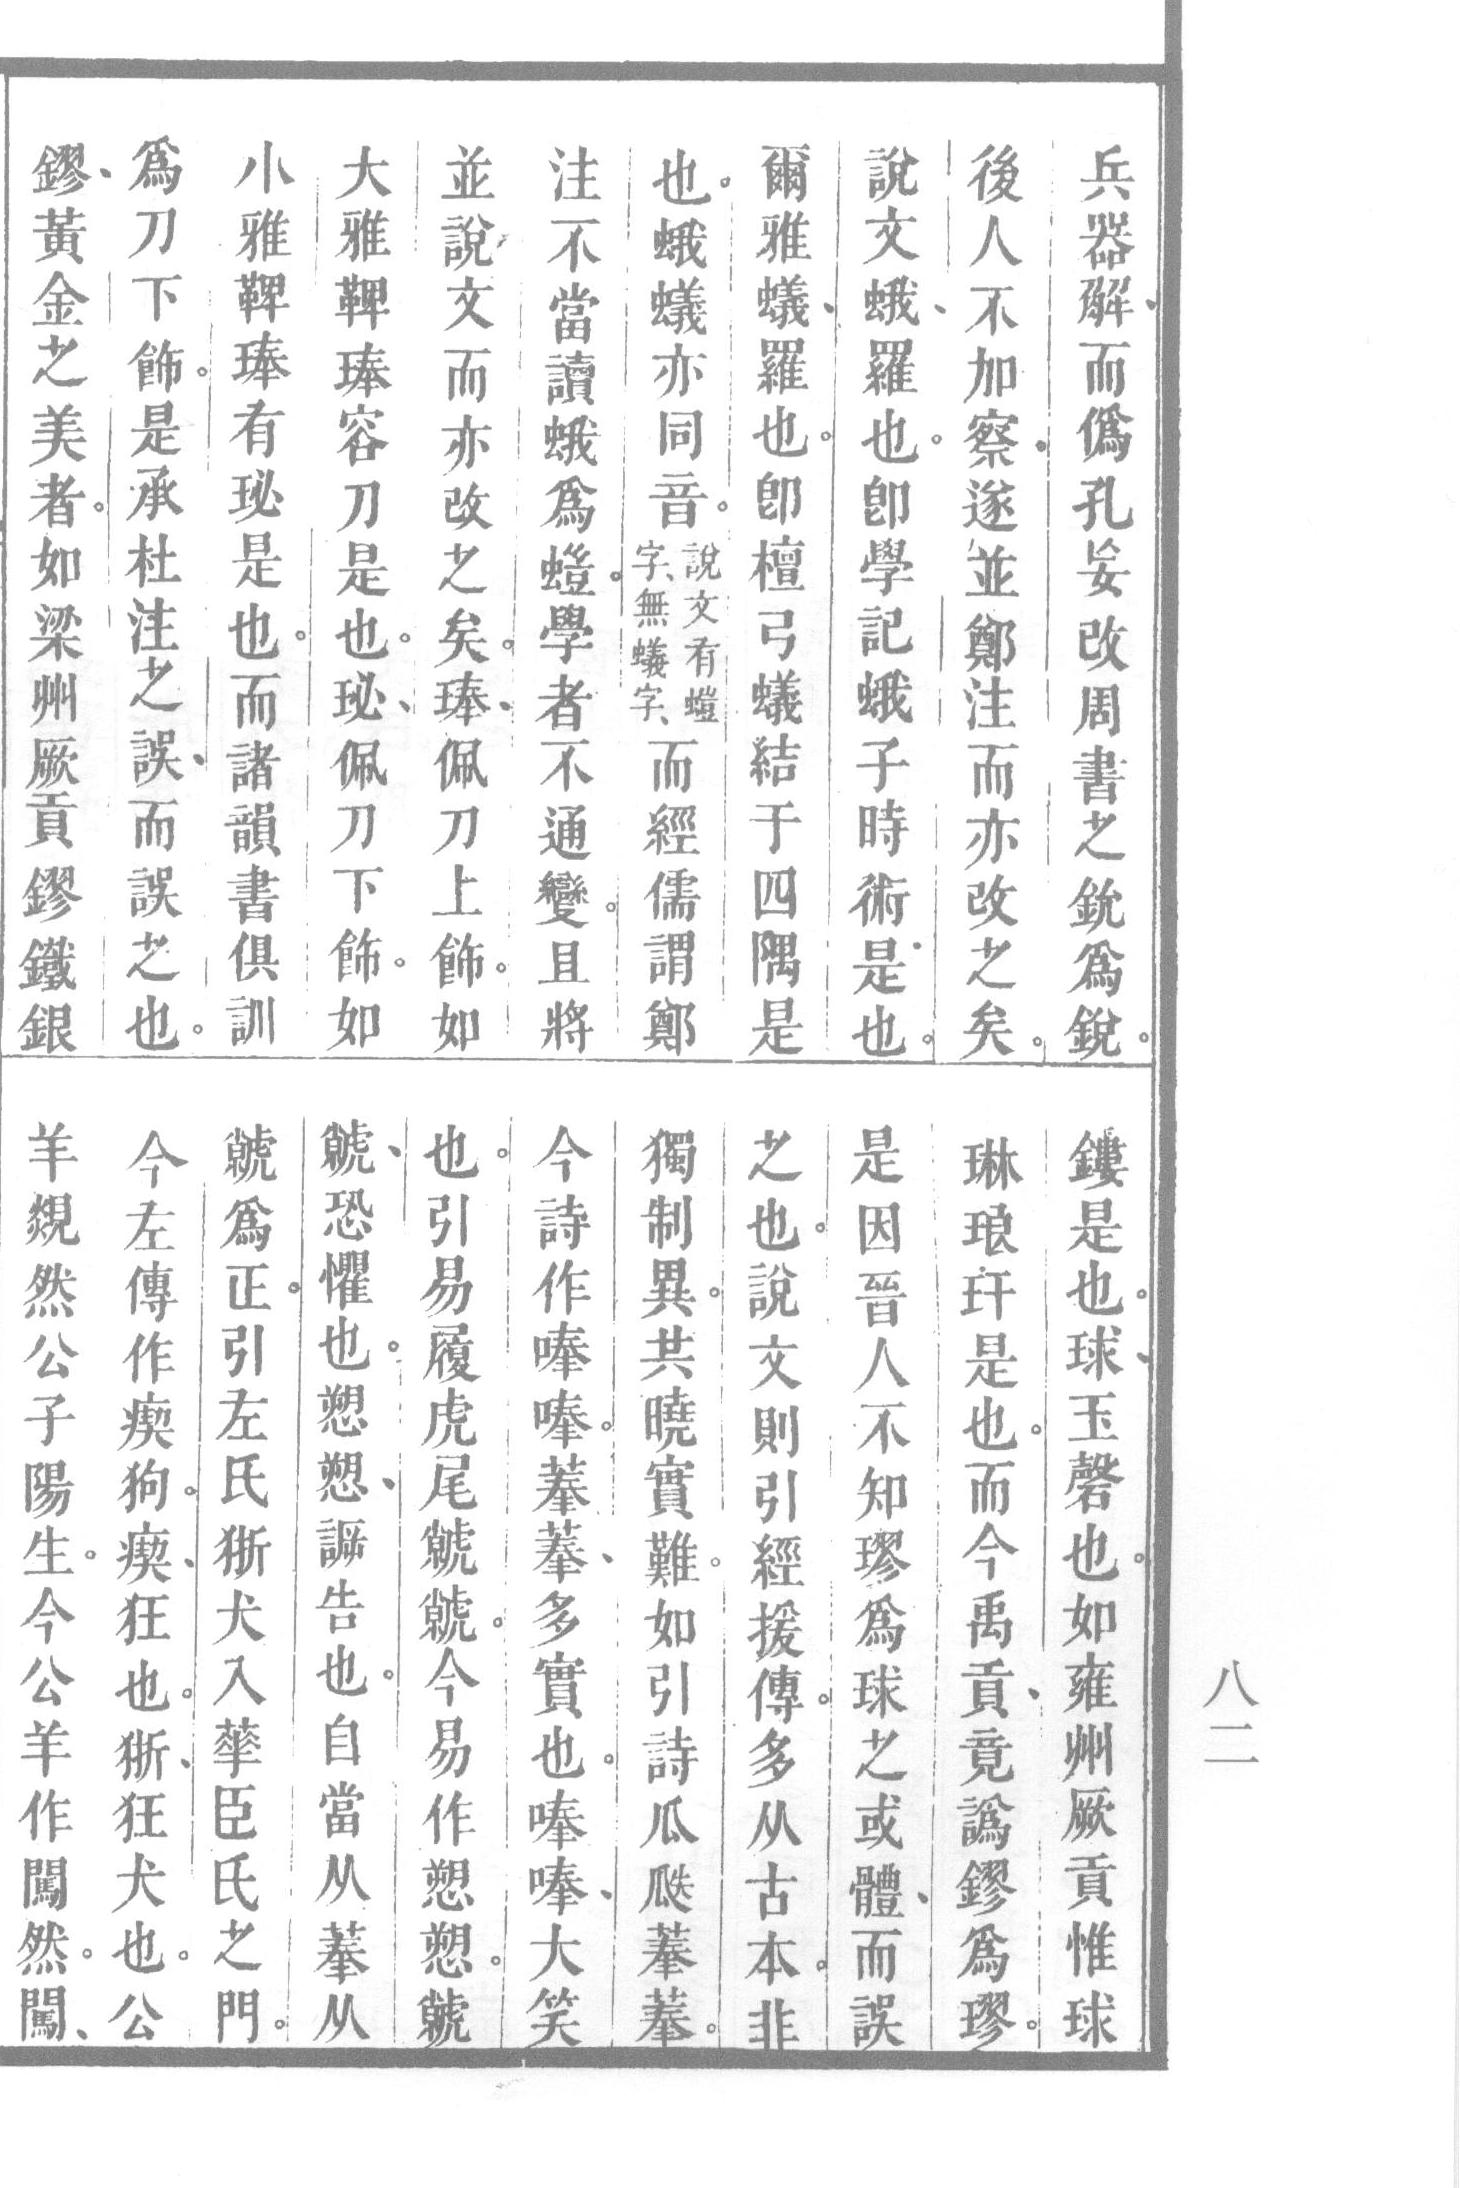 兵器解、而僞孔妄改周書之鈗爲銳。
後人不加察。遂並鄭注而亦改之矣。
說文蛾、羅也。卽學記蛾子時術是也。
爾雅蟻、羅也。卽檀弓蟻結于四隅是
也。蛾蟻亦同音。說文有螘字、無蟻字、而經儒謂鄭
注不當讀蛾爲螘。學者不通變。且將
並說文而亦改之矣。琫、佩刀上飾。如
大雅鞞琫容刀是也。珌、佩刀下飾。如
小雅鞞琫有珌是也。而諸韻書俱訓
爲刀下飾。是承杜注之誤、而誤之也。
鏐、黃金之美者。如梁州厥貢鏐鐵銀
鏤是也。球、玉磬也。如雍州厥貢惟球
琳琅玕是也。而今禹貢、竟譌鏐爲璆。
是因晉人不知璆爲球之或體、而誤
之也。說文則引經援傳。多从古本。非
獨制異。共曉實難。如引詩瓜瓞菶菶。
今詩作唪唪。菶菶、多實也。唪唪、大笑
也。引易履虎尾虩虩。今易作愬愬。虩
虩、恐懼也。愬愬、譋告也。自當从菶从
虩爲正。引左氏狾犬入華臣氏之門。
今左傳作瘈狗。瘈、狂也。狾、狂犬也。公
羊覢然公子陽生。今公羊作闖然。闖、
八二